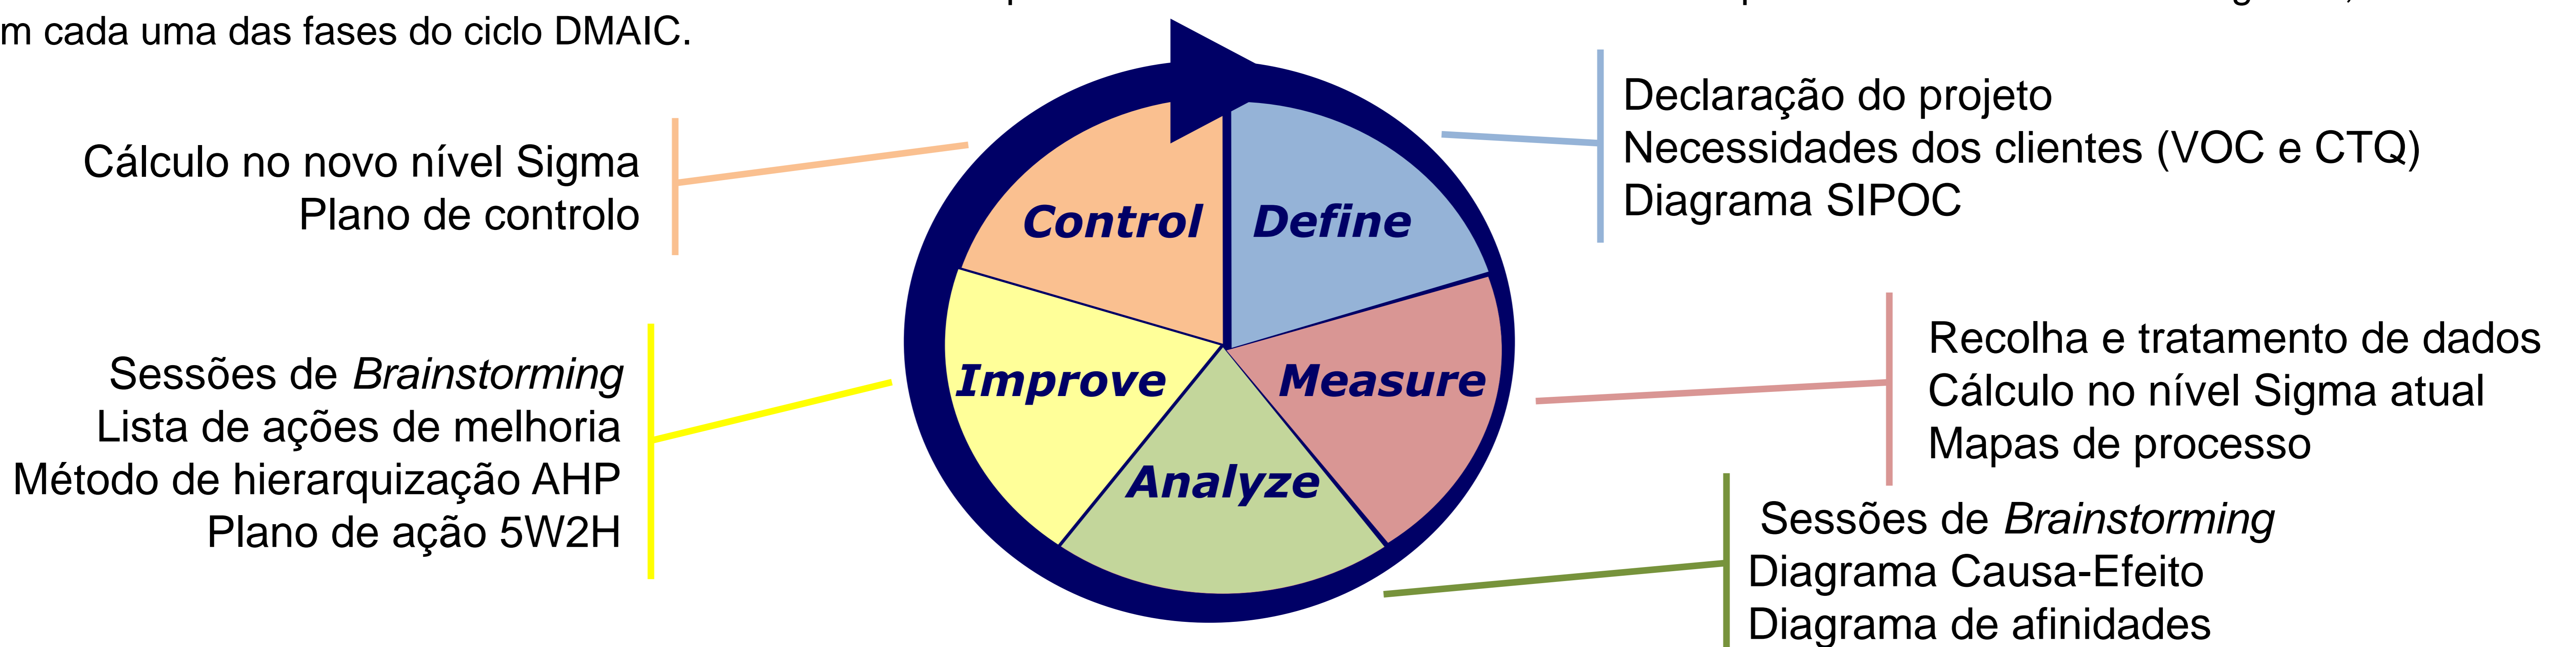 m cada uma das fases do ciclo DMAIC.
Declaração do projeto
Necessidades dos clientes (VOC e CTQ)
Diagrama SIPOC
Cálculo no novo nível Sigma
Plano de controlo
Control
Define
Improve
Measure
Analyze
Recolha e tratamento de dados
Cálculo no nível Sigma atual
Mapas de processo
Sessões de Brainstorming
Lista de ações de melhoria
Método de hierarquização AHP
Plano de ação 5W2H
Sessões de Brainstorming
Diagrama Causa-Efeito
Diagrama de afinidades